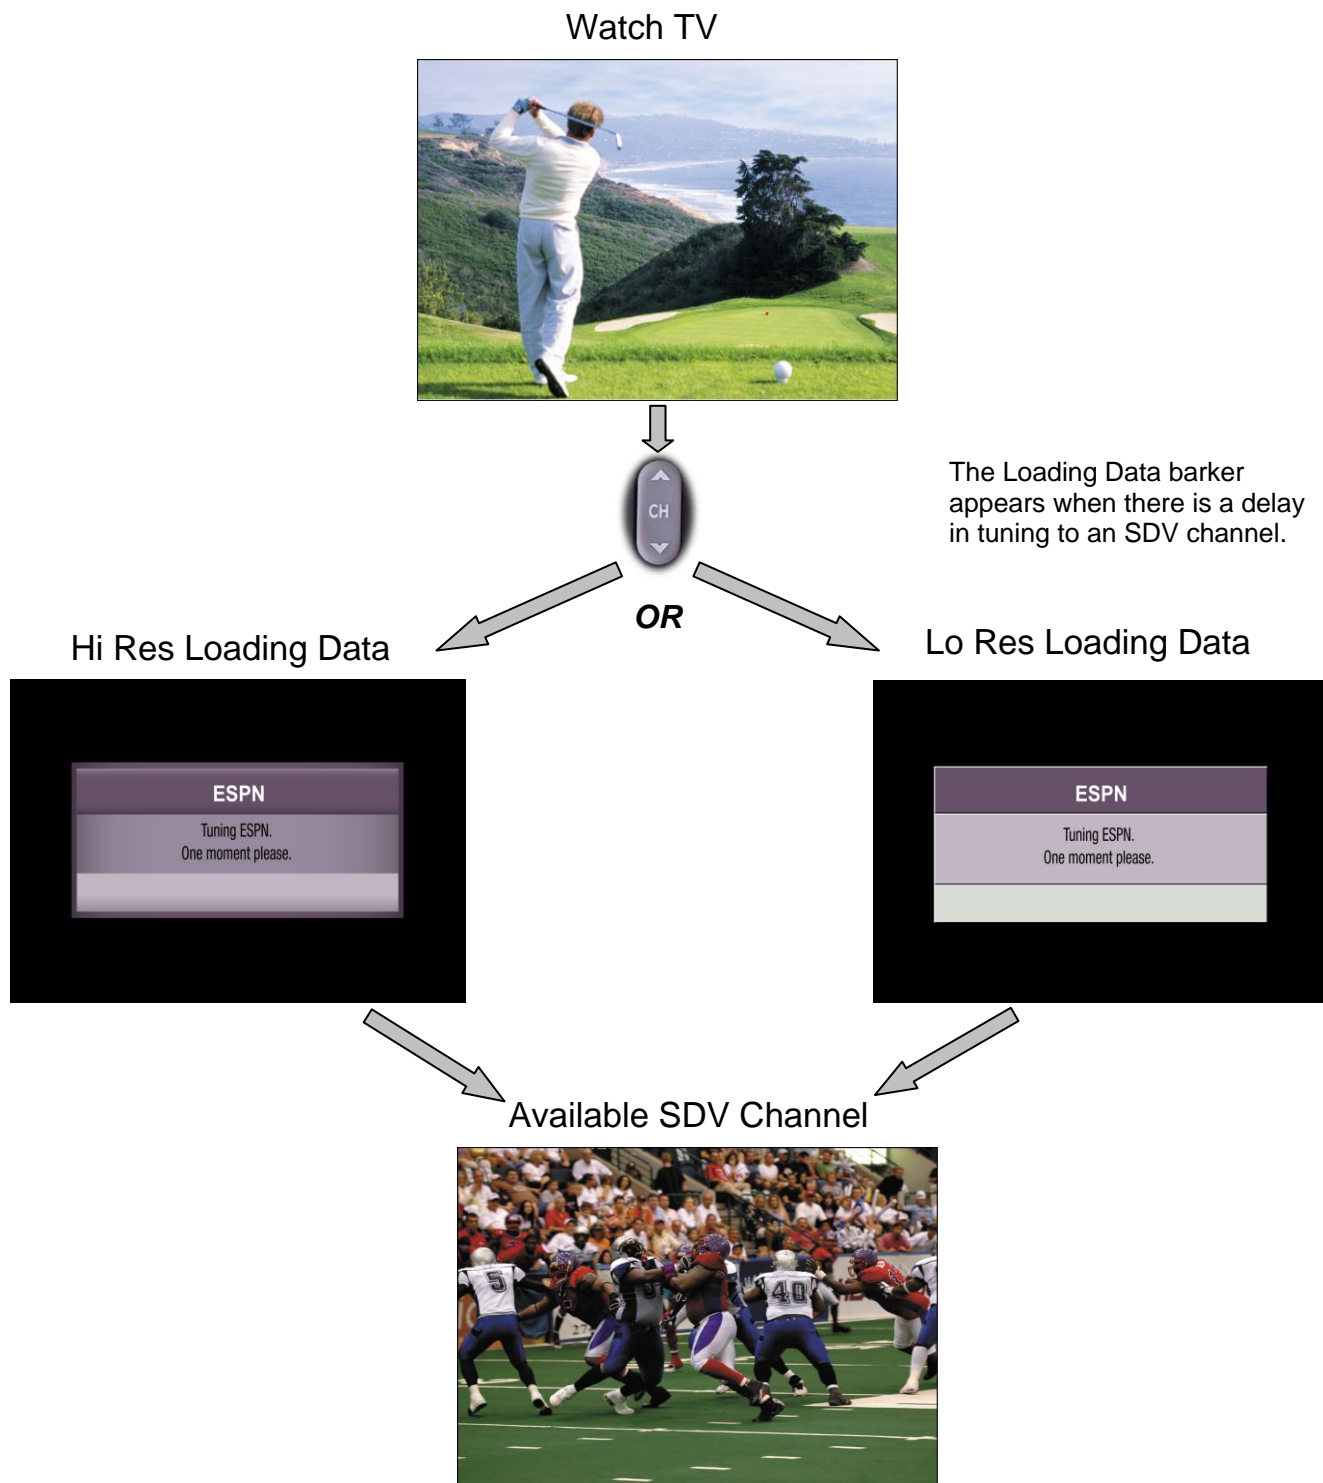 Watch TV
CH
The Loading Data barker
appears when there is a delay
in tuning to an SDV channel.
OR
Hi Res Loading Data
Lo Res Loading Data
ESPN
Tuning ESPN.
One moment please.
ESPN
Tuning ESPN.
One moment please.
Available SDV Channel
5
40